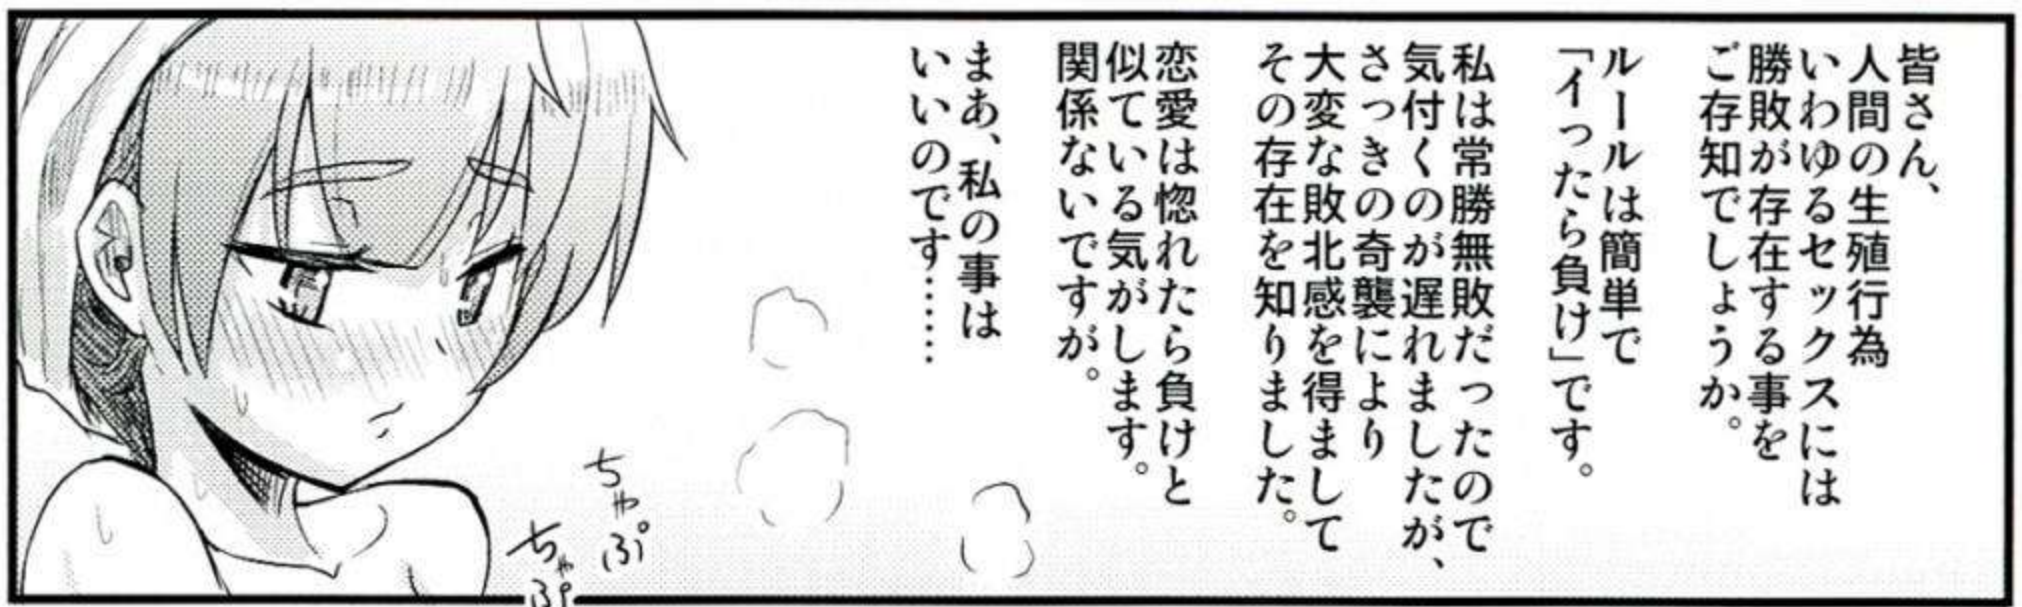 皆さん、
人間の生殖行為
いわゆるセックスには
勝敗が存在する事を
ご存知でしょうか。
ルールは簡単で
「イったら負け」です。
私は常勝無敗だったので
気付くのが遅れましたが、
さっきの奇襲により
大変な敗北感を得まして
その存在を知りました。
恋愛は惚れたら負けと
似ている気がします。
関係ないですが。
まあ、私の事は
いいのです……
ちゃぷ
ちゃぷ